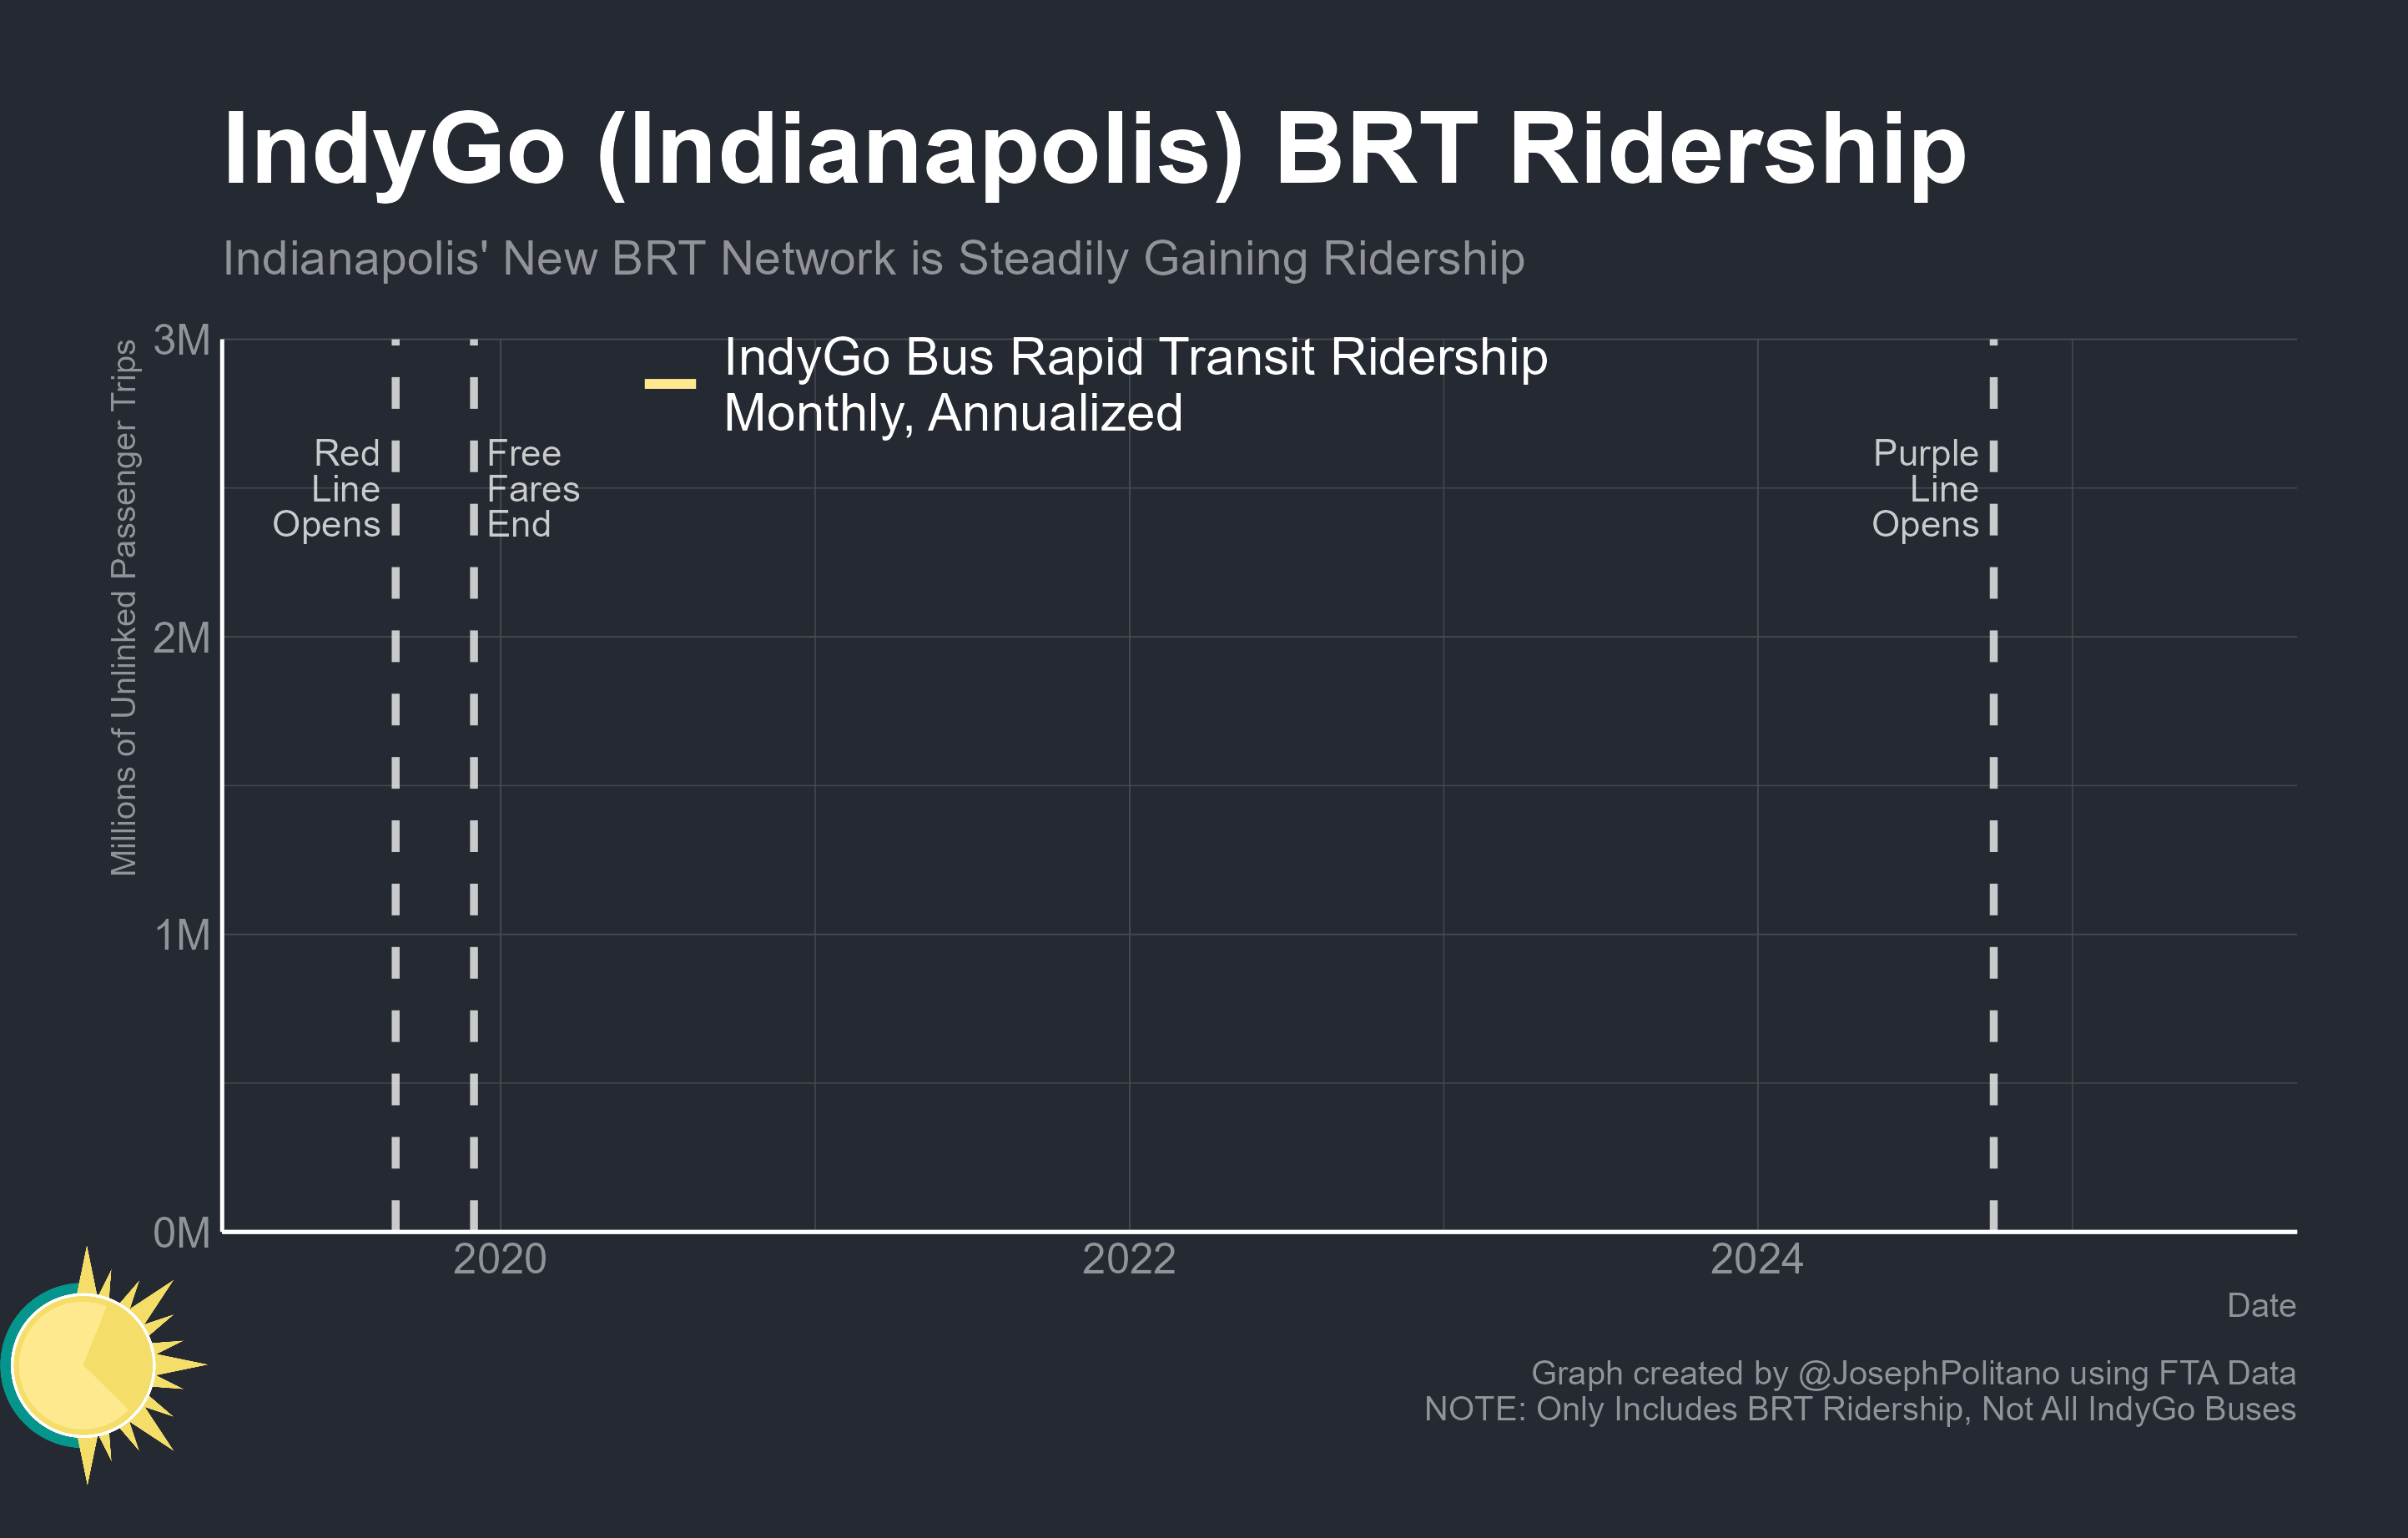 IndyGo (Indianapolis) BRT Ridership
Indianapolis' New BRT Network is Steadily Gaining Ridership
Millions of Unlinked Passenger Trips
3M
2M
1M
0M
IndyGo Bus Rapid Transit Ridership
Monthly, Annualized
Red
Line
Opens
Free
Fares
End
Purple
Line
Opens
2020
2022
2024
Date
Graph created by @JosephPolitano using FTA Data
NOTE: Only Includes BRT Ridership, Not All IndyGo Buses